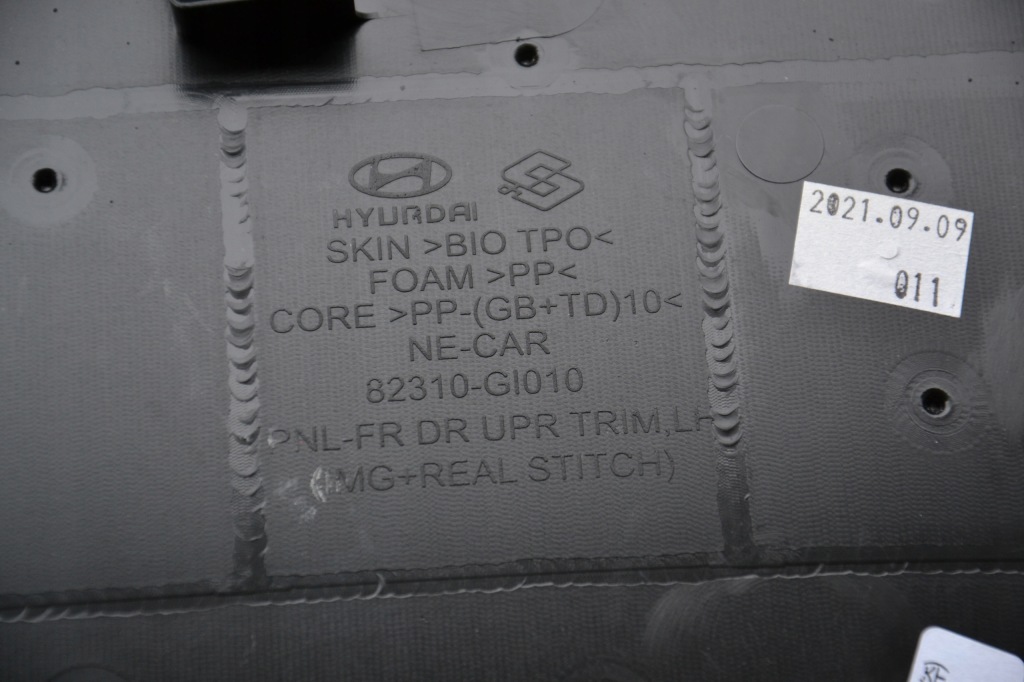 HYUNDAI
SKIN >BIO TPO<
FOAM >PP<
CORE >PP-(GB+TD)10<
NE-CAR
82310-GI010
PNL-FR DR UPR TRIM,LH
(IMG+REAL STITCH)
2021.09.09
011